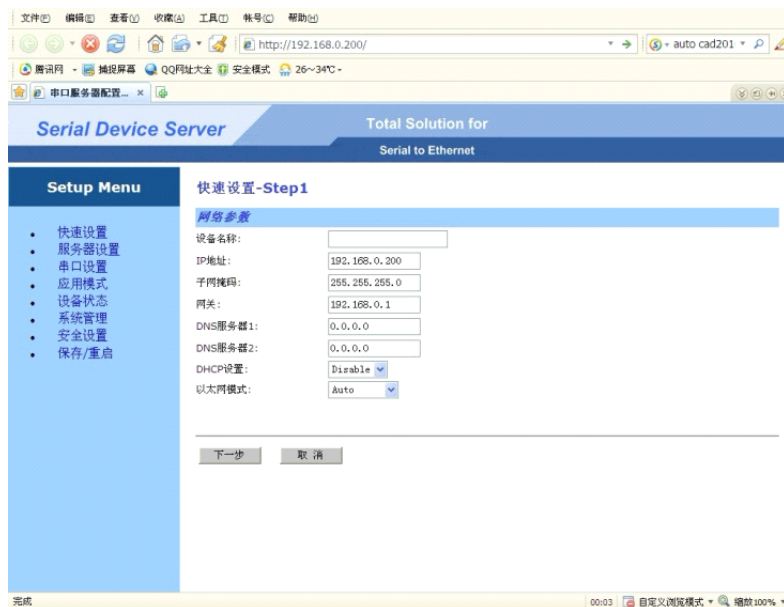 文件(F) 编辑(E) 查看(V) 收藏(A) 工具(T) 帐号(C) 帮助(H)
http://192.168.0.200/ auto cad201
腾讯网 捕捉屏幕 QQ网址大全 安全模式 26~34℃
串口服务器配置... ×
Serial Device Server
Total Solution for
Serial to Ethernet
Setup Menu
快速设置
服务器设置
串口设置
应用模式
设备状态
系统管理
安全设置
保存/重启
快速设置-Step1
网络参数
设备名称:
IP地址: 192.168.0.200
子网掩码: 255.255.255.0
网关: 192.168.0.1
DNS服务器1: 0.0.0.0
DNS服务器2: 0.0.0.0
DHCP设置: Disable
以太网模式: Auto
下一步 取 消
完成 00:03 自定义浏览模式 缩放100%